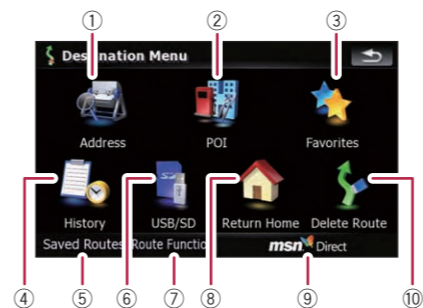 ① ② ③
Destination Menu
Address POI Favorites
SD
History USB/SD Return Home Delete Route
Saved Routes Route Functio msn Direct
④ ⑤ ⑥ ⑦ ⑧ ⑨ ⑩